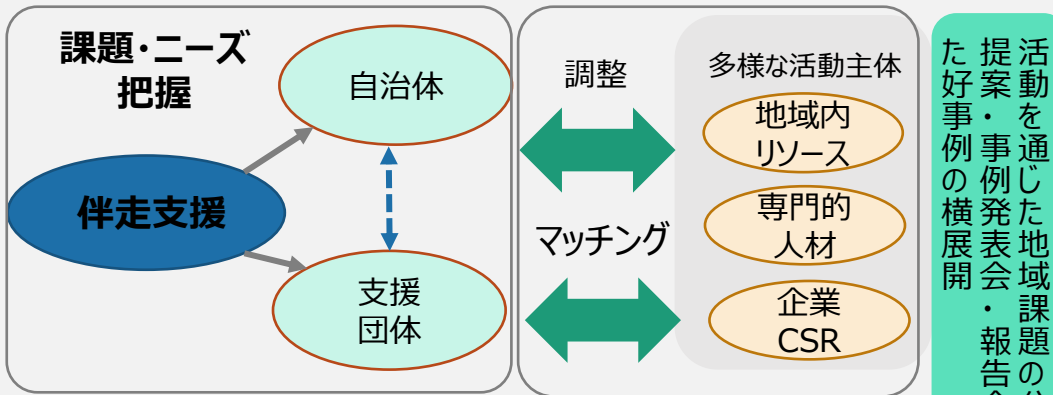 課題・ニーズ
把握
伴走支援
自治体
支援
団体
調整
マッチング
多様な活動主体
地域内
リソース
専門的
人材
企業
CSR
活動を通じた地域課題の
提案・事例発表会・報告
た好事例の横展開